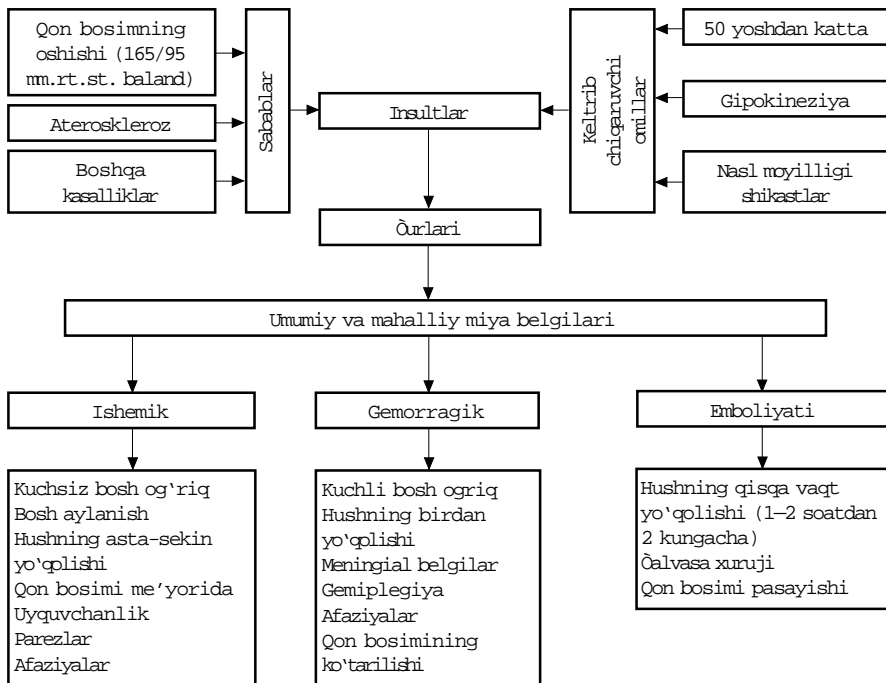 Qon bosimning
oshishi (165/95
mm.rt.st. baland)
Ateroskleroz
Boshqa
kasalliklar
Sabablar
Insultlar
Keltrib
chiqaruvchi
omillar
50 yoshdan katta
Gipokineziya
Nasl moyilligi
shikastlar
Òurlari
Umumiy va mahalliy miya belgilari
Ishemik
Gemorragik
Emboliyati
Kuchsiz bosh og‘riq
Bosh aylanish
Hushning asta-sekin
yo‘qolishi
Qon bosimi me’yorida
Uyquvchanlik
Parezlar
Afaziyalar
Kuchli bosh ogriq
Hushning birdan
yo‘qolishi
Meningial belgilar
Gemiplegiya
Afaziyalar
Qon bosimining
ko‘tarilishi
Hushning qisqa vaqt
yo‘qolishi (1—2 soatdan
2 kungacha)
Òalvasa xuruji
Qon bosimi pasayishi